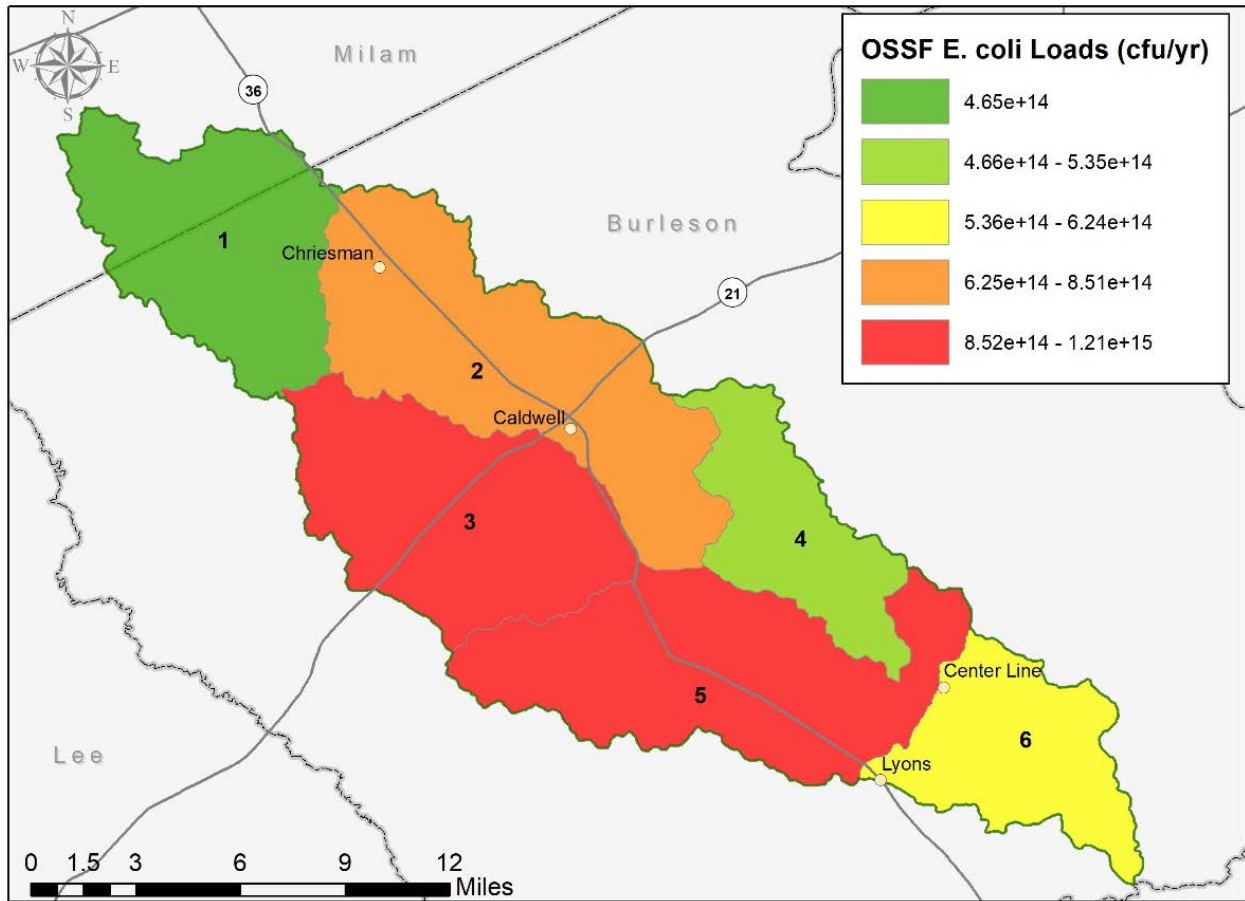 N
W E
S
Milam
36
1
Chriesman
Burleson
21
2
Caldwell
3
4
Center Line
5
6
Lyons
Lee
0 1.5 3 6 9 12
Miles
OSSF E. coli Loads (cfu/yr)
4.65e+14
4.66e+14 - 5.35e+14
5.36e+14 - 6.24e+14
6.25e+14 - 8.51e+14
8.52e+14 - 1.21e+15